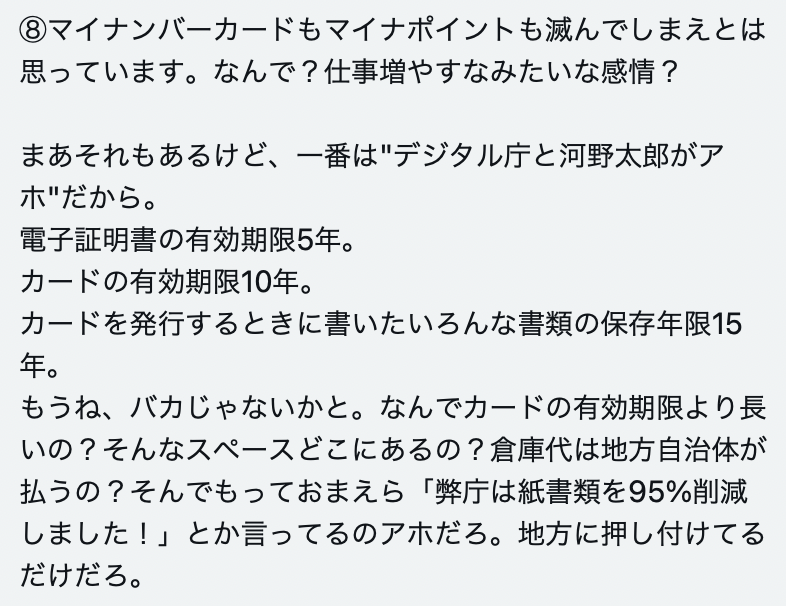 ⑧マイナンバーカードもマイナポイントも滅んでしまえとは
思っています。なんで？仕事増やすなみたいな感情？
まあそれもあるけど、一番は"デジタル庁と河野太郎がア
ホ"だから。
電子証明書の有効期限5年。
カードの有効期限10年。
カードを発行するときに書いたいろんな書類の保存年限15
年。
もうね、バカじゃないかと。なんでカードの有効期限より長
いの？そんなスペースどこにあるの？倉庫代は地方自治体が
払うの？そんでもっておまえら「弊庁は紙書類を95%削減
しました！」とか言ってるのアホだろ。地方に押し付けてる
だけだろ。